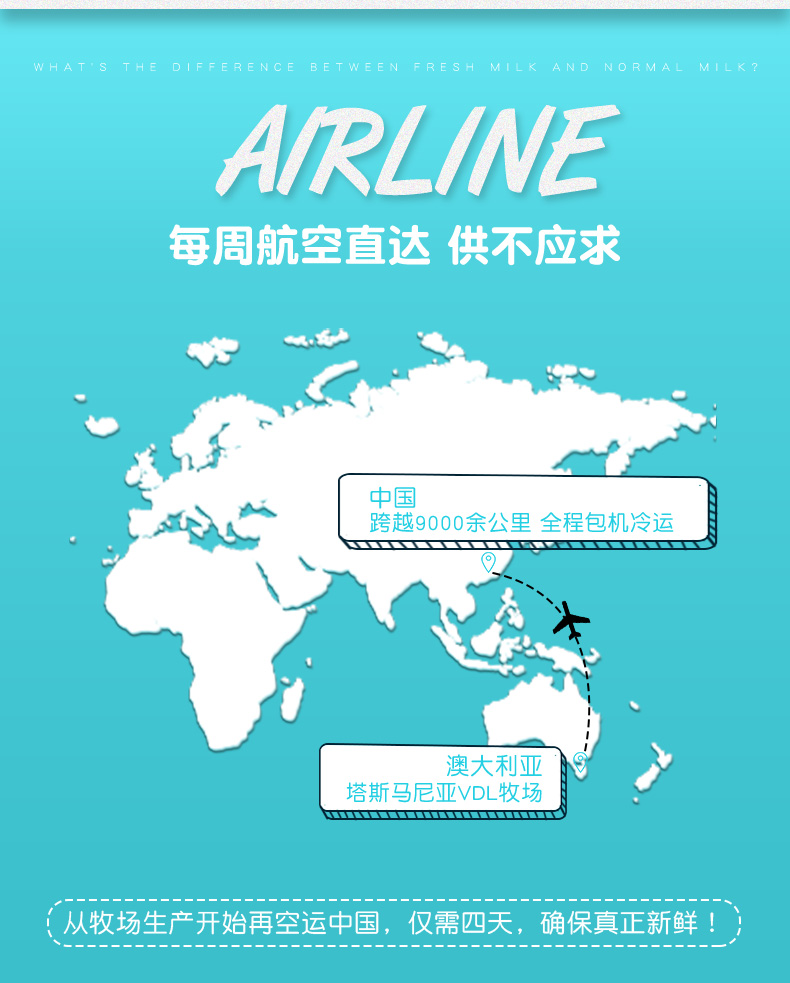 WHAT'S THE DIFFERENCE BETWEEN FRESH MILK AND NORMAL MILK?
AIRLINE
每周航空直达 供不应求
中国
跨越9000余公里 全程包机冷运
澳大利亚
塔斯马尼亚VDL牧场
从牧场生产开始再空运中国，仅需四天，确保真正新鲜！